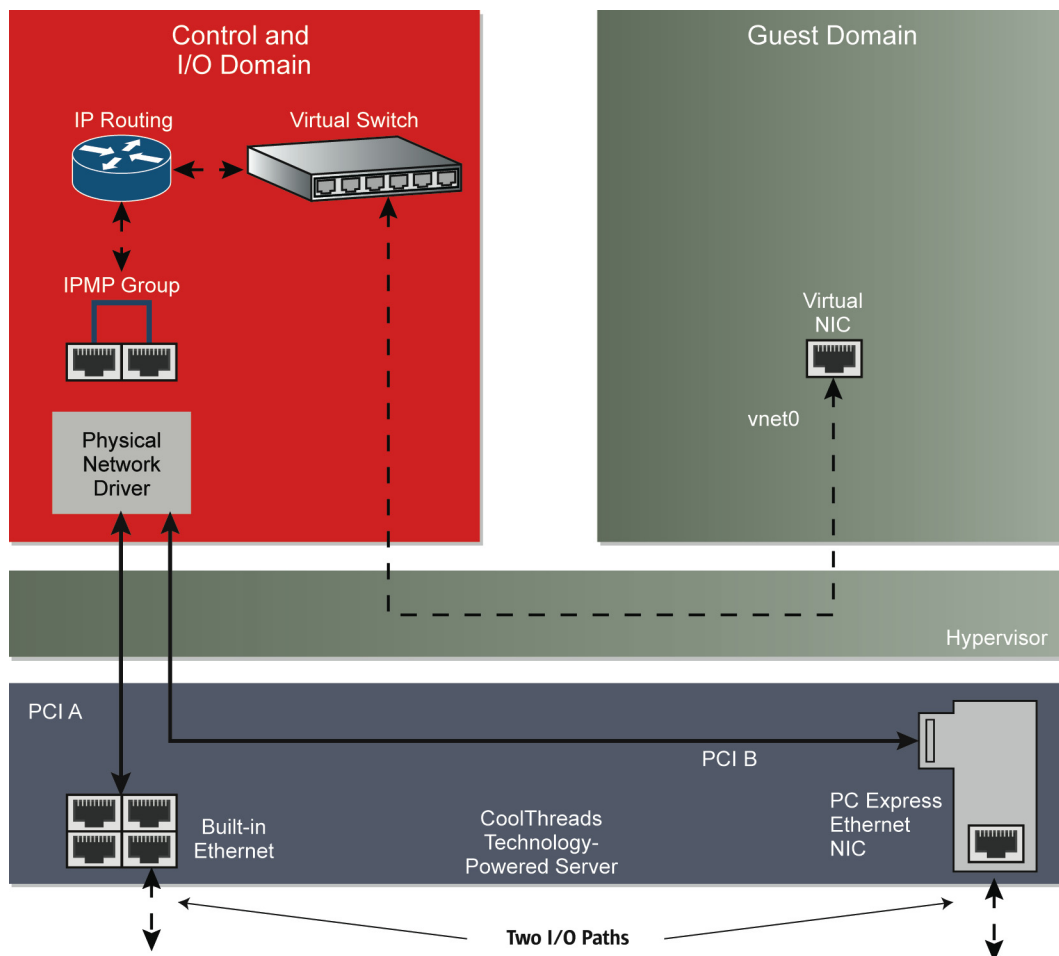 Control and
I/O Domain
Guest Domain
IP Routing
Virtual Switch
IPMP Group
Virtual
NIC
vnet0
Physical
Network
Driver
Hypervisor
PCI A
PCI B
Built-in
Ethernet
CoolThreads
Technology-
Powered Server
PC Express
Ethernet
NIC
Two I/O Paths